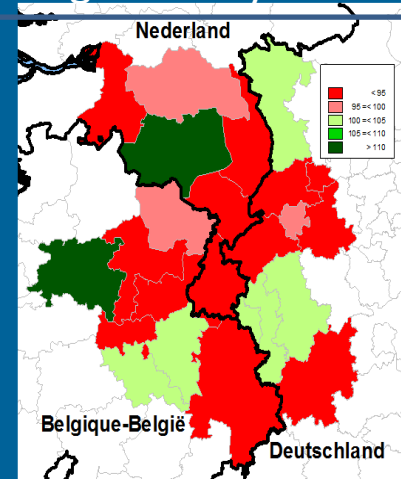 Nederland
< 95
95 =< 100
100 =< 105
105 =< 110
> 110
Belgique-België
Deutschland